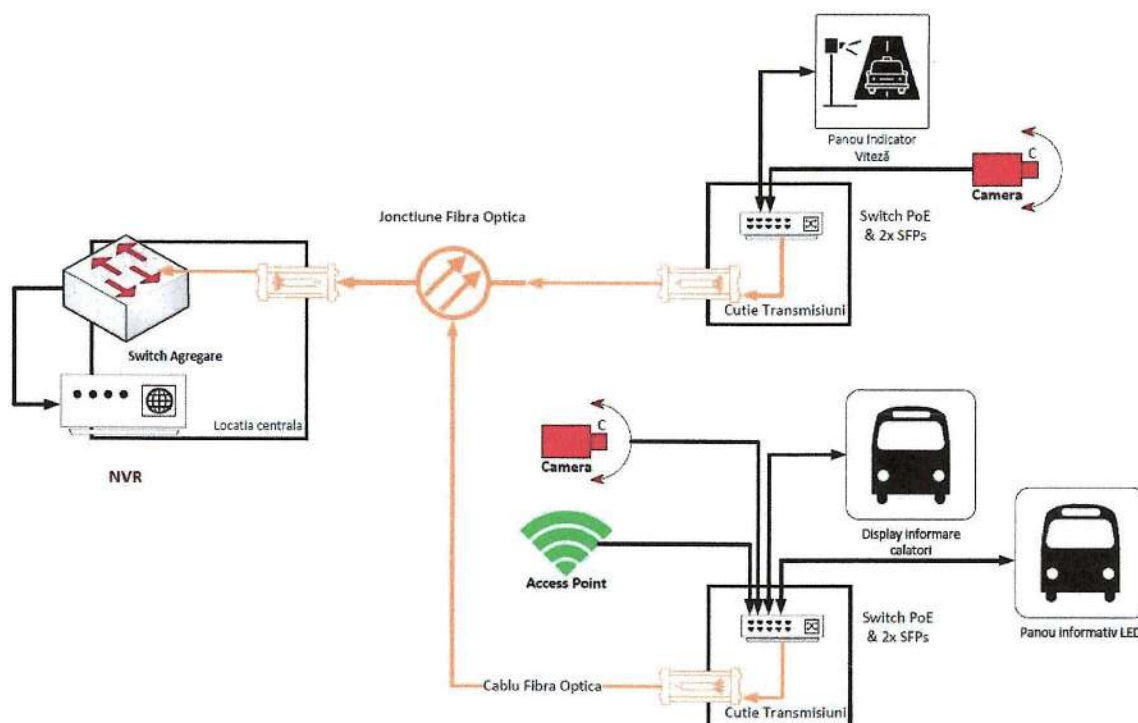 Panou Indicator
Viteză
C
Camera
Jonctiune Fibra Optica
Switch PoE
& 2x SFPs
Cutie Transmisiuni
Switch Agregare
Locatia centrala
NVR
C
Camera
Display informare
calatori
Access Point
Switch PoE
& 2x SFPs
Panou informativ LED
Cablu Fibra Optica
Cutie Transmisiuni